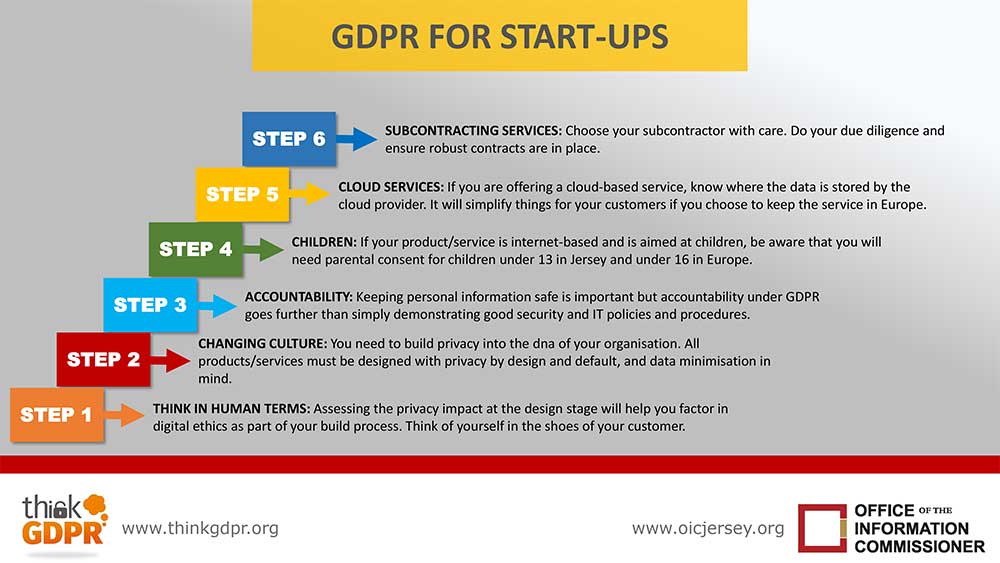 GDPR FOR START-UPS
STEP 6
SUBCONTRACTING SERVICES: Choose your subcontractor with care. Do your due diligence and
ensure robust contracts are in place.
STEP 5
CLOUD SERVICES: If you are offering a cloud-based service, know where the data is stored by the
cloud provider. It will simplify things for your customers if you choose to keep the service in Europe.
STEP 4
CHILDREN: If your product/service is internet-based and is aimed at children, be aware that you will
need parental consent for children under 13 in Jersey and under 16 in Europe.
STEP 3
ACCOUNTABILITY: Keeping personal information safe is important but accountability under GDPR
goes further than simply demonstrating good security and IT policies and procedures.
STEP 2
CHANGING CULTURE: You need to build privacy into the dna of your organisation. All
products/services must be designed with privacy by design and default, and data minimisation in
mind.
STEP 1
THINK IN HUMAN TERMS: Assessing the privacy impact at the design stage will help you factor in
digital ethics as part of your build process. Think of yourself in the shoes of your customer.
think
GDPR
www.thinkgdpr.org
www.oicjersey.org
OFFICE OF THE
INFORMATION
COMMISSIONER